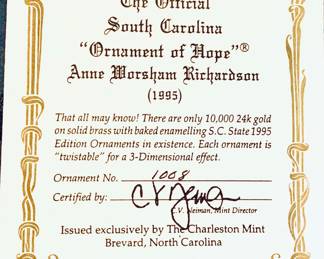 The Official
South Carolina
"Ornament of Hope"®
Anne Worsham Richardson
(1995)
That all may know! There are only 10,000 24k gold
on solid brass with baked enamelling S.C. State 1995
Edition Ornaments in existence. Each ornament is
"twistable" for a 3-Dimensional effect.
Ornament No. 1008
Certified by:
C.V. Neiman, Mint Director
Issued exclusively by The Charleston Mint
Brevard, North Carolina